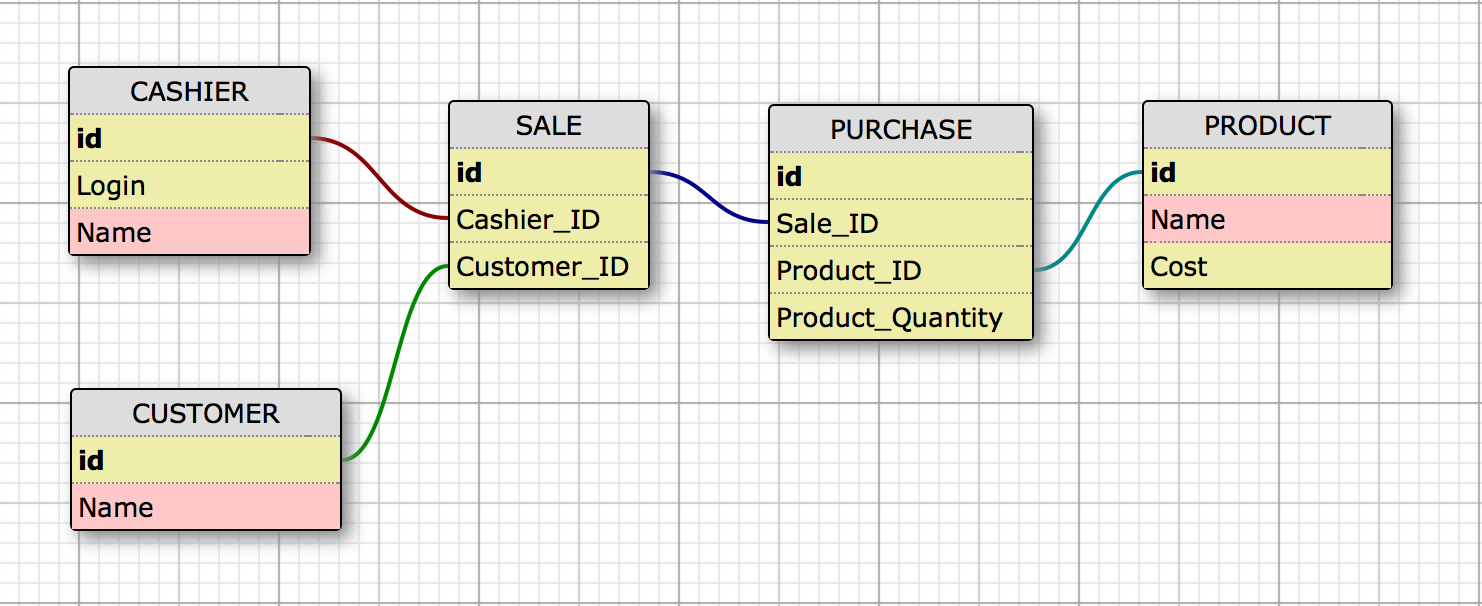 CASHIER
id
Login
Name
SALE
id
Cashier_ID
Customer_ID
PURCHASE
id
Sale_ID
Product_ID
Product_Quantity
PRODUCT
id
Name
Cost
CUSTOMER
id
Name